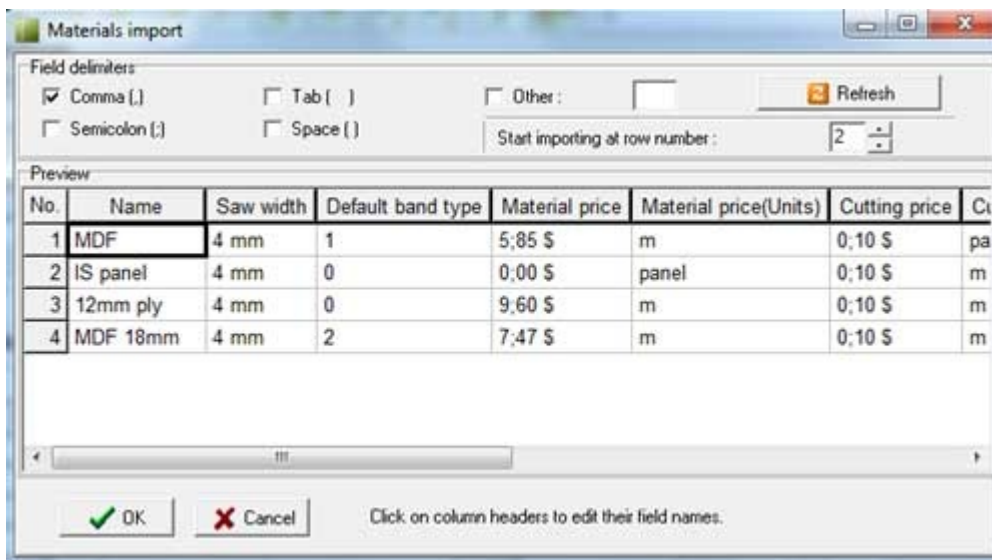 Materials import
Field delimiters
Comma (,) Tab ( ) Other : Refresh
Semicolon (;) Space ( ) Start importing at row number : 2
Preview
No. Name Saw width Default band type Material price Material price(Units) Cutting price Cu
1 MDF 4 mm 1 5;85 $ m 0;10 $ pa
2 IS panel 4 mm 0 0;00 $ panel 0;10 $ m
3 12mm ply 4 mm 0 9;60 $ m 0;10 $ m
4 MDF 18mm 4 mm 2 7;47 $ m 0;10 $ m
OK Cancel Click on column headers to edit their field names.